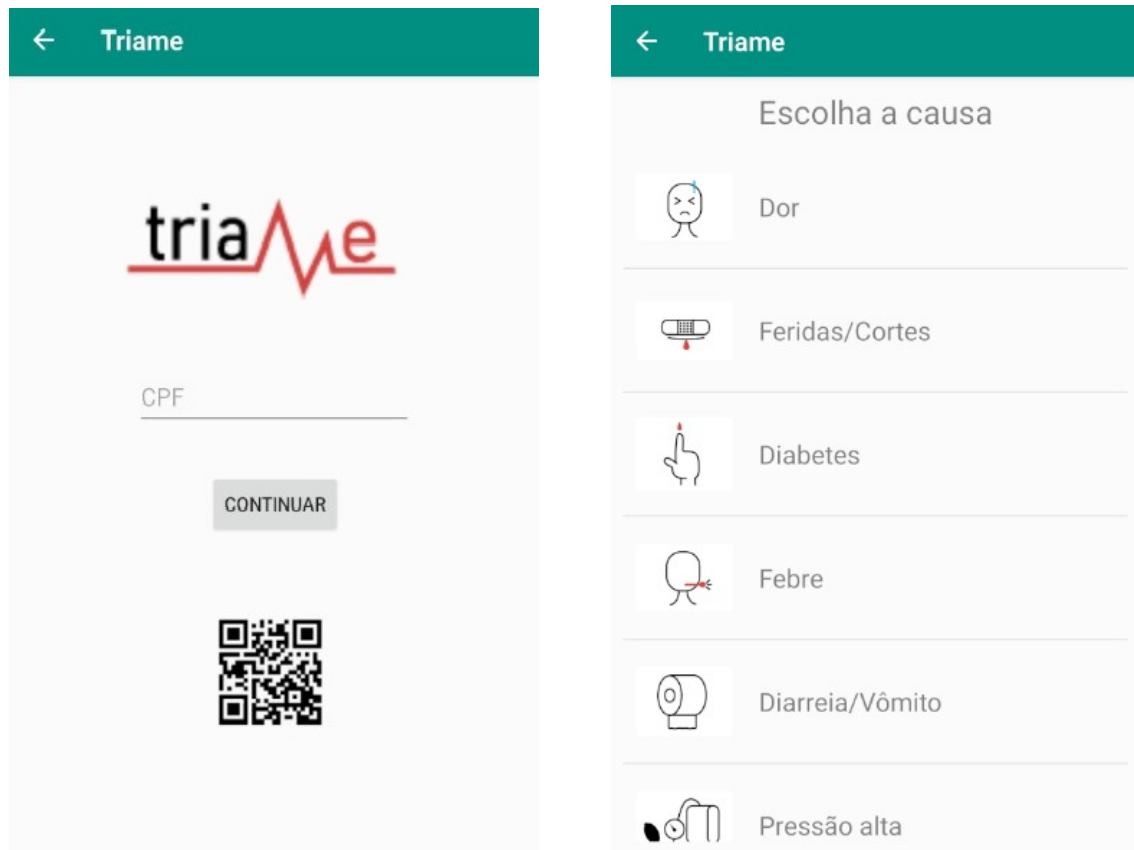 Triame
triame
CPF
CONTINUAR
Triame
Escolha a causa
Dor
Feridas/Cortes
Diabetes
Febre
Diarreia/Vômito
Pressão alta